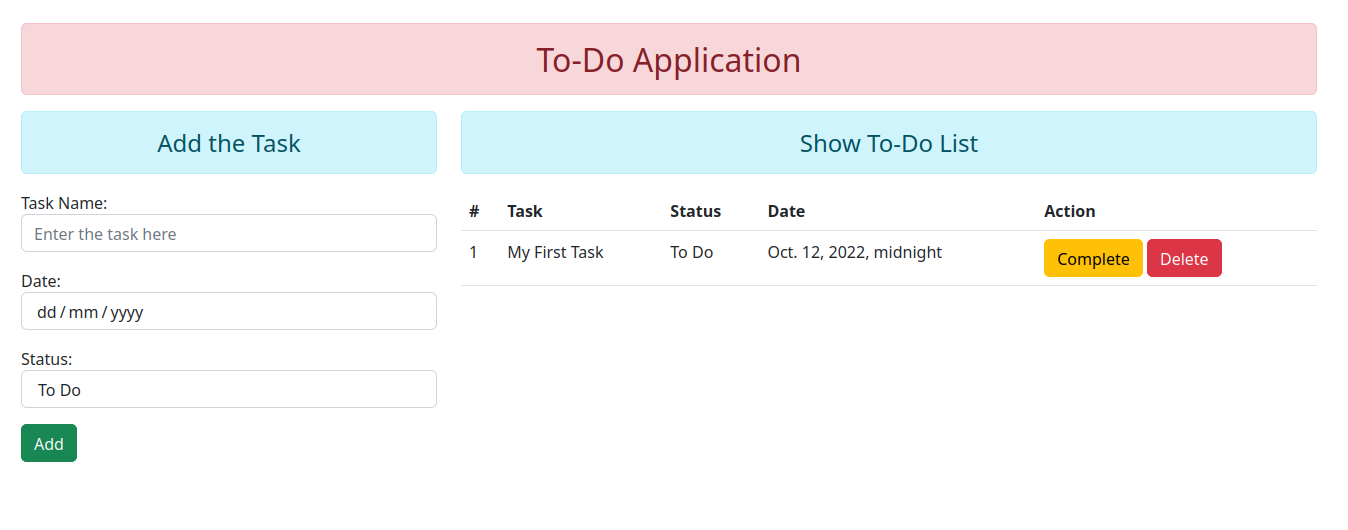 To-Do Application
Add the Task
Task Name:
Enter the task here
Date:
dd/mm/yyyy
Status:
To Do
Add
Show To-Do List
# Task Status Date Action
1 My First Task To Do Oct. 12, 2022, midnight Complete Delete